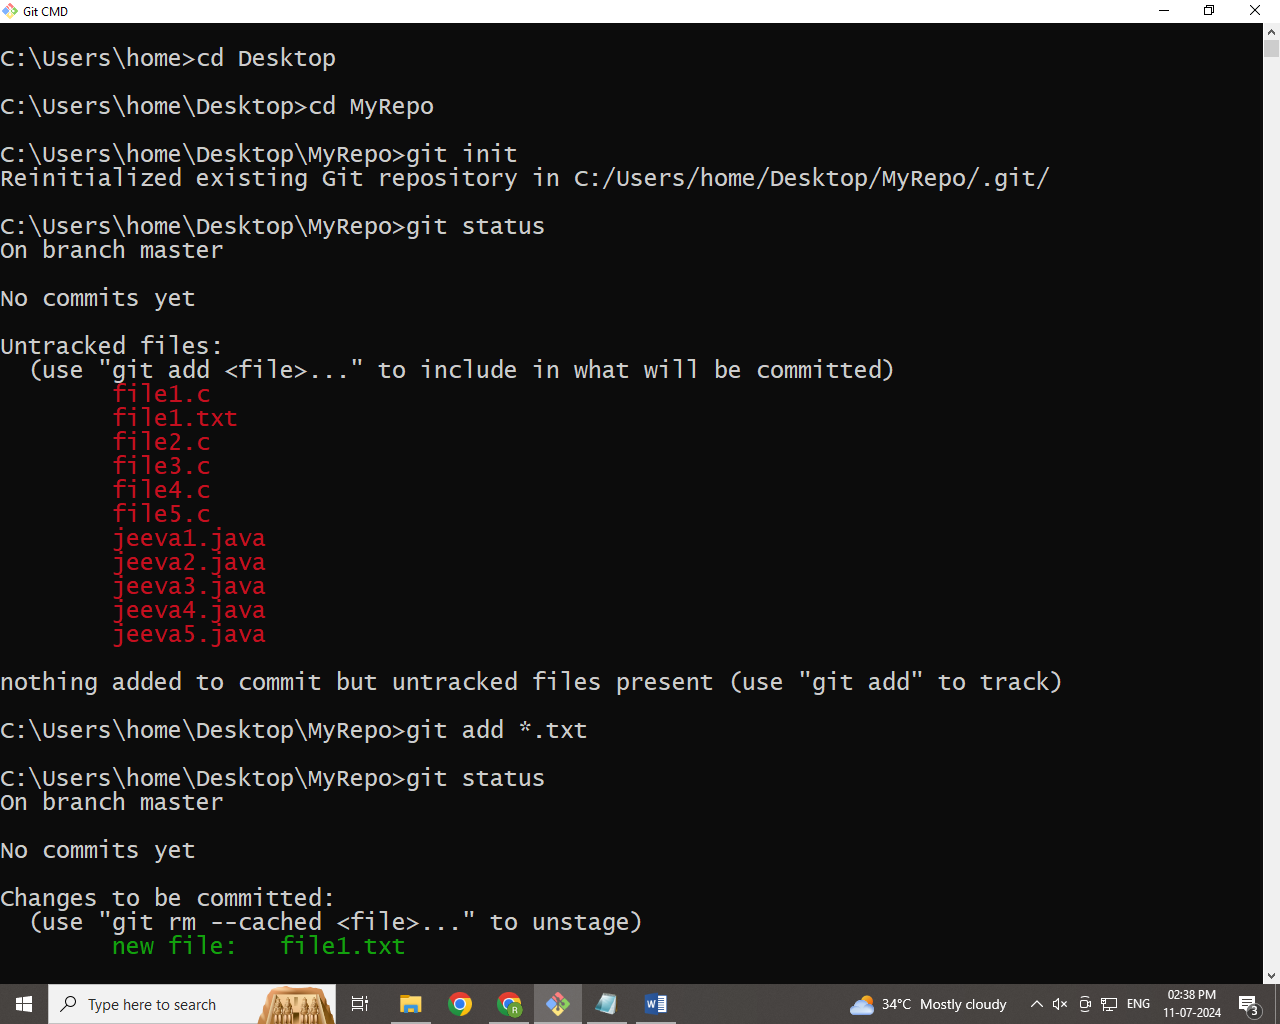 Git CMD
C:\Users\home>cd Desktop
C:\Users\home\Desktop>cd MyRepo
C:\Users\home\Desktop\MyRepo>git init
Reinitialized existing Git repository in C:/Users/home/Desktop/MyRepo/.git/
C:\Users\home\Desktop\MyRepo>git status
On branch master
No commits yet
Untracked files:
(use "git add <file>..." to include in what will be committed)
file1.c
file1.txt
file2.c
file3.c
file4.c
file5.c
jeeva1.java
jeeva2.java
jeeva3.java
jeeva4.java
jeeva5.java
nothing added to commit but untracked files present (use "git add" to track)
C:\Users\home\Desktop\MyRepo>git add *.txt
C:\Users\home\Desktop\MyRepo>git status
On branch master
No commits yet
Changes to be committed:
(use "git rm --cached <file>..." to unstage)
new file:   file1.txt
Type here to search
34°C Mostly cloudy
ENG
02:38 PM
11-07-2024
3